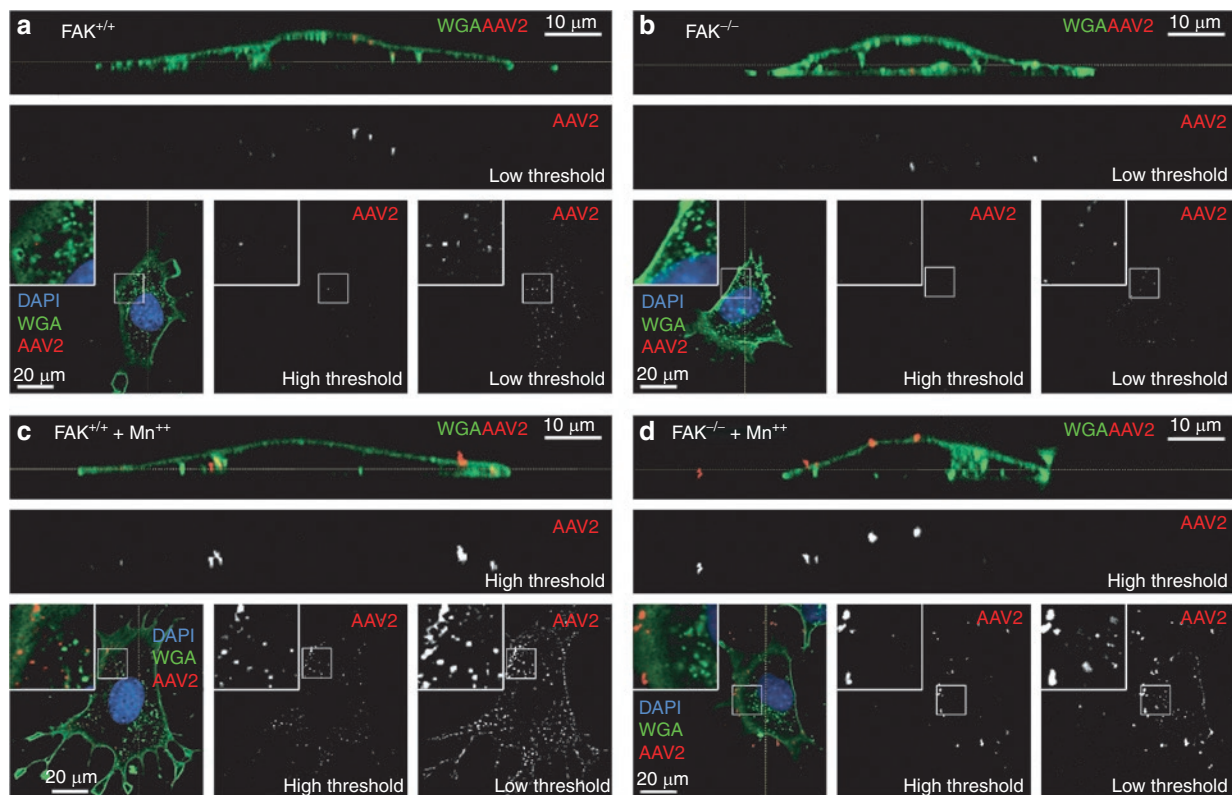 a FAK+/+ WGAAAV2 10 μm
AAV2
Low threshold
AAV2 AAV2
DAPI
WGA
AAV2
20 μm High threshold Low threshold
b FAK−/− WGAAAV2 10 μm
AAV2
Low threshold
AAV2 AAV2
DAPI
WGA
AAV2
20 μm High threshold Low threshold
c FAK+/+ + Mn++ WGAAAV2 10 μm
AAV2
High threshold
AAV2 AAV2
DAPI
WGA
AAV2
20 μm High threshold Low threshold
d FAK−/− + Mn++ WGAAAV2 10 μm
AAV2
High threshold
AAV2 AAV2
DAPI
WGA
AAV2
20 μm High threshold Low threshold